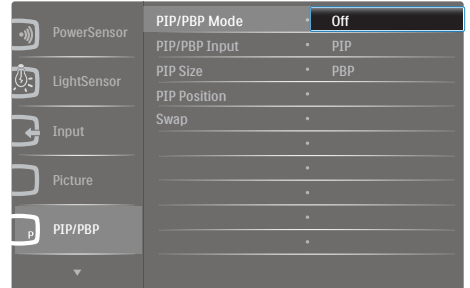 PowerSensor
LightSensor
Input
Picture
P
PIP/PBP
PIP/PBP Mode • Off
PIP/PBP Input • PIP
PIP Size • PBP
PIP Position •
Swap •